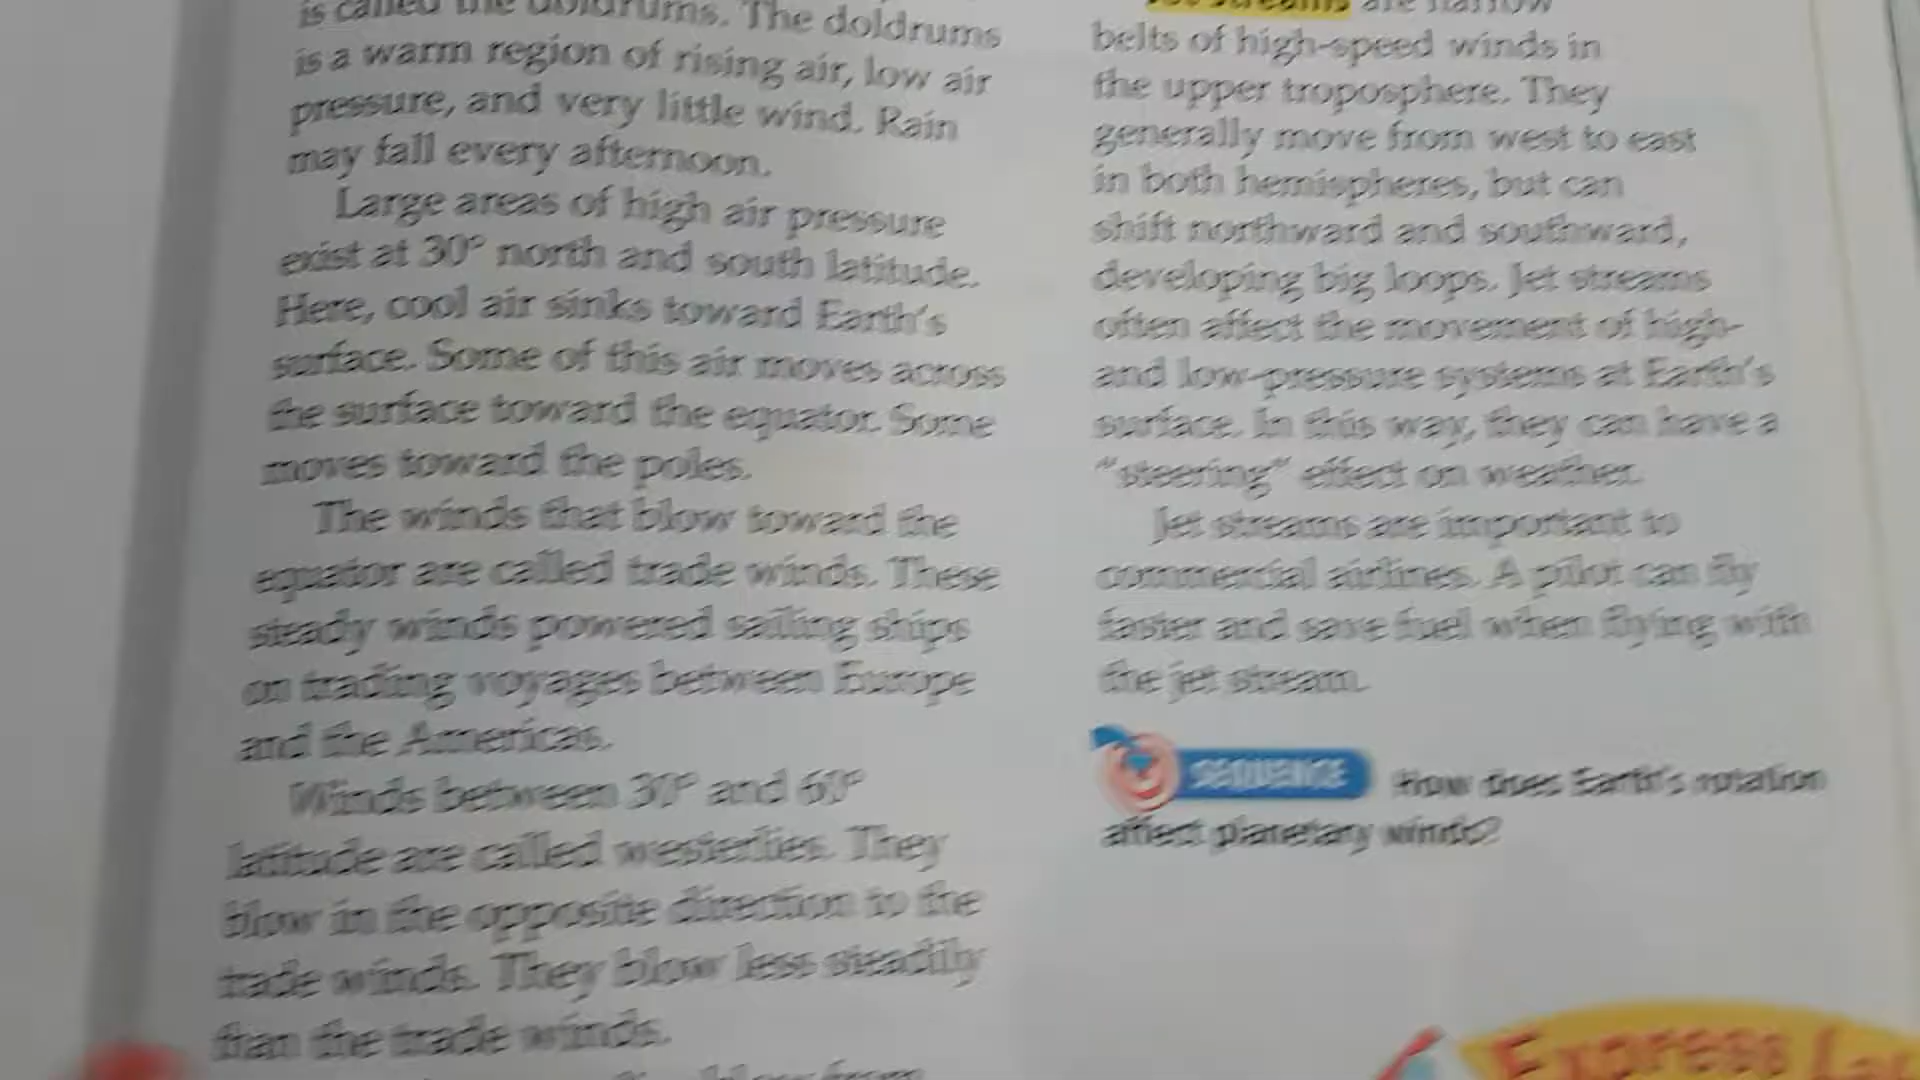 is called the doldrums. The doldrums
is a warm region of rising air, low air
pressure, and very little wind. Rain
may fall every afternoon.
Large areas of high air pressure
exist at 30° north and south latitude.
Here, cool air sinks toward Earth's
surface. Some of this air moves across
the surface toward the equator. Some
moves toward the poles.
The winds that blow toward the
equator are called trade winds. These
steady winds powered sailing ships
on trading voyages between Europe
and the Americas.
Winds between 30° and 60°
latitude are called westerlies. They
blow in the opposite direction to the
trade winds. They blow less steadily
than the trade winds.
blow from
Jet streams are narrow
belts of high-speed winds in
the upper troposphere. They
generally move from west to east
in both hemispheres, but can
shift northward and southward,
developing big loops. Jet streams
often affect the movement of high-
and low-pressure systems at Earth's
surface. In this way, they can have a
"steering" effect on weather.
Jet streams are important to
commercial airlines. A pilot can fly
faster and save fuel when flying with
the jet stream.
SEQUENCE How does Earth's rotation
affect planetary winds?
Express